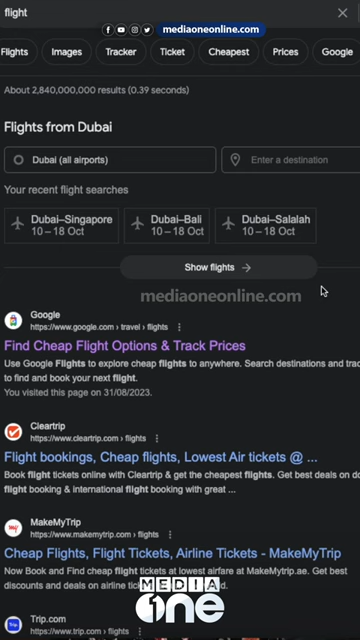 flight
mediaoneonline.com
Flights
Images
Tracker
Ticket
Cheapest
Prices
Google
About 2,840,000,000 results (0.39 seconds)
Flights from Dubai
Dubai (all airports)
Enter a destination
Your recent flight searches
Dubai–Singapore
10 – 18 Oct
Dubai–Bali
10 – 18 Oct
Dubai–Salalah
10 – 18 Oct
Show flights
mediaoneonline.com
Google
https://www.google.com › travel › flights
Find Cheap Flight Options & Track Prices
Use Google Flights to explore cheap flights to anywhere. Search destinations and
to find and book your next flight.
You visited this page on 31/08/2023.
Cleartrip
https://www.cleartrip.com › flights
Flight bookings, Cheap flights, Lowest Air tickets @ ...
Book flight tickets online with Cleartrip & get the cheapest flights. Get best deals on
flight booking & international flight booking with great ...
MakeMyTrip
https://www.makemytrip.com › flights
Cheap Flights, Flight Tickets, Airline Tickets - MakeMyTrip
Now Book and Find cheap flight tickets at lowest airfare at MakeMyTrip.ae. Get best
discounts and deals on airline
MEDIA
one
Trip.com
Trip.com
https://www.trip.com › flights